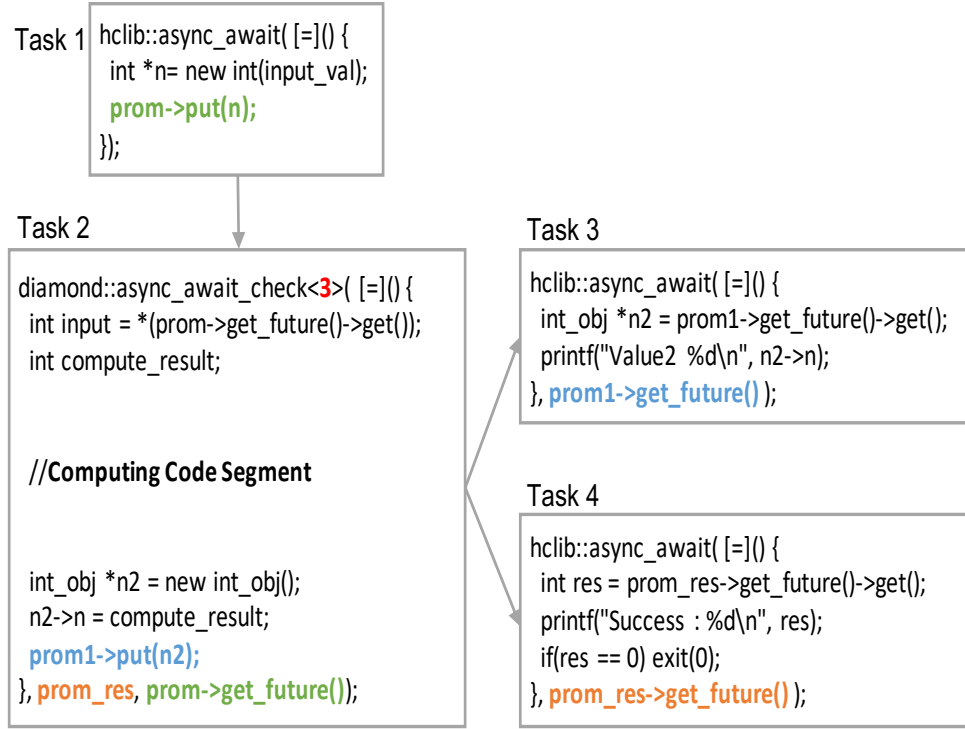 Task 1
hclib::async_await( [=]() {
int *n= new int(input_val);
prom->put(n);
});
Task 2
diamond::async_await_check<3>( [=]() {
int input = *(prom->get_future()->get());
int compute_result;
//Computing Code Segment
int_obj *n2 = new int_obj();
n2->n = compute_result;
prom1->put(n2);
}, prom_res, prom->get_future());
Task 3
hclib::async_await( [=]() {
int_obj *n2 = prom1->get_future()->get();
printf("Value2 %d\n", n2->n);
}, prom1->get_future() );
Task 4
hclib::async_await( [=]() {
int res = prom_res->get_future()->get();
printf("Success : %d\n", res);
if(res == 0) exit(0);
}, prom_res->get_future() );